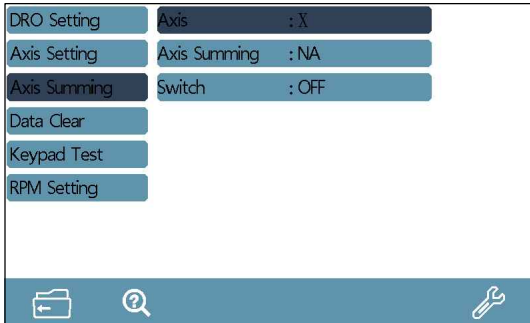 DRO Setting
Axis Setting
Axis Summing
Data Clear
Keypad Test
RPM Setting
Axis : X
Axis Summing : NA
Switch : OFF